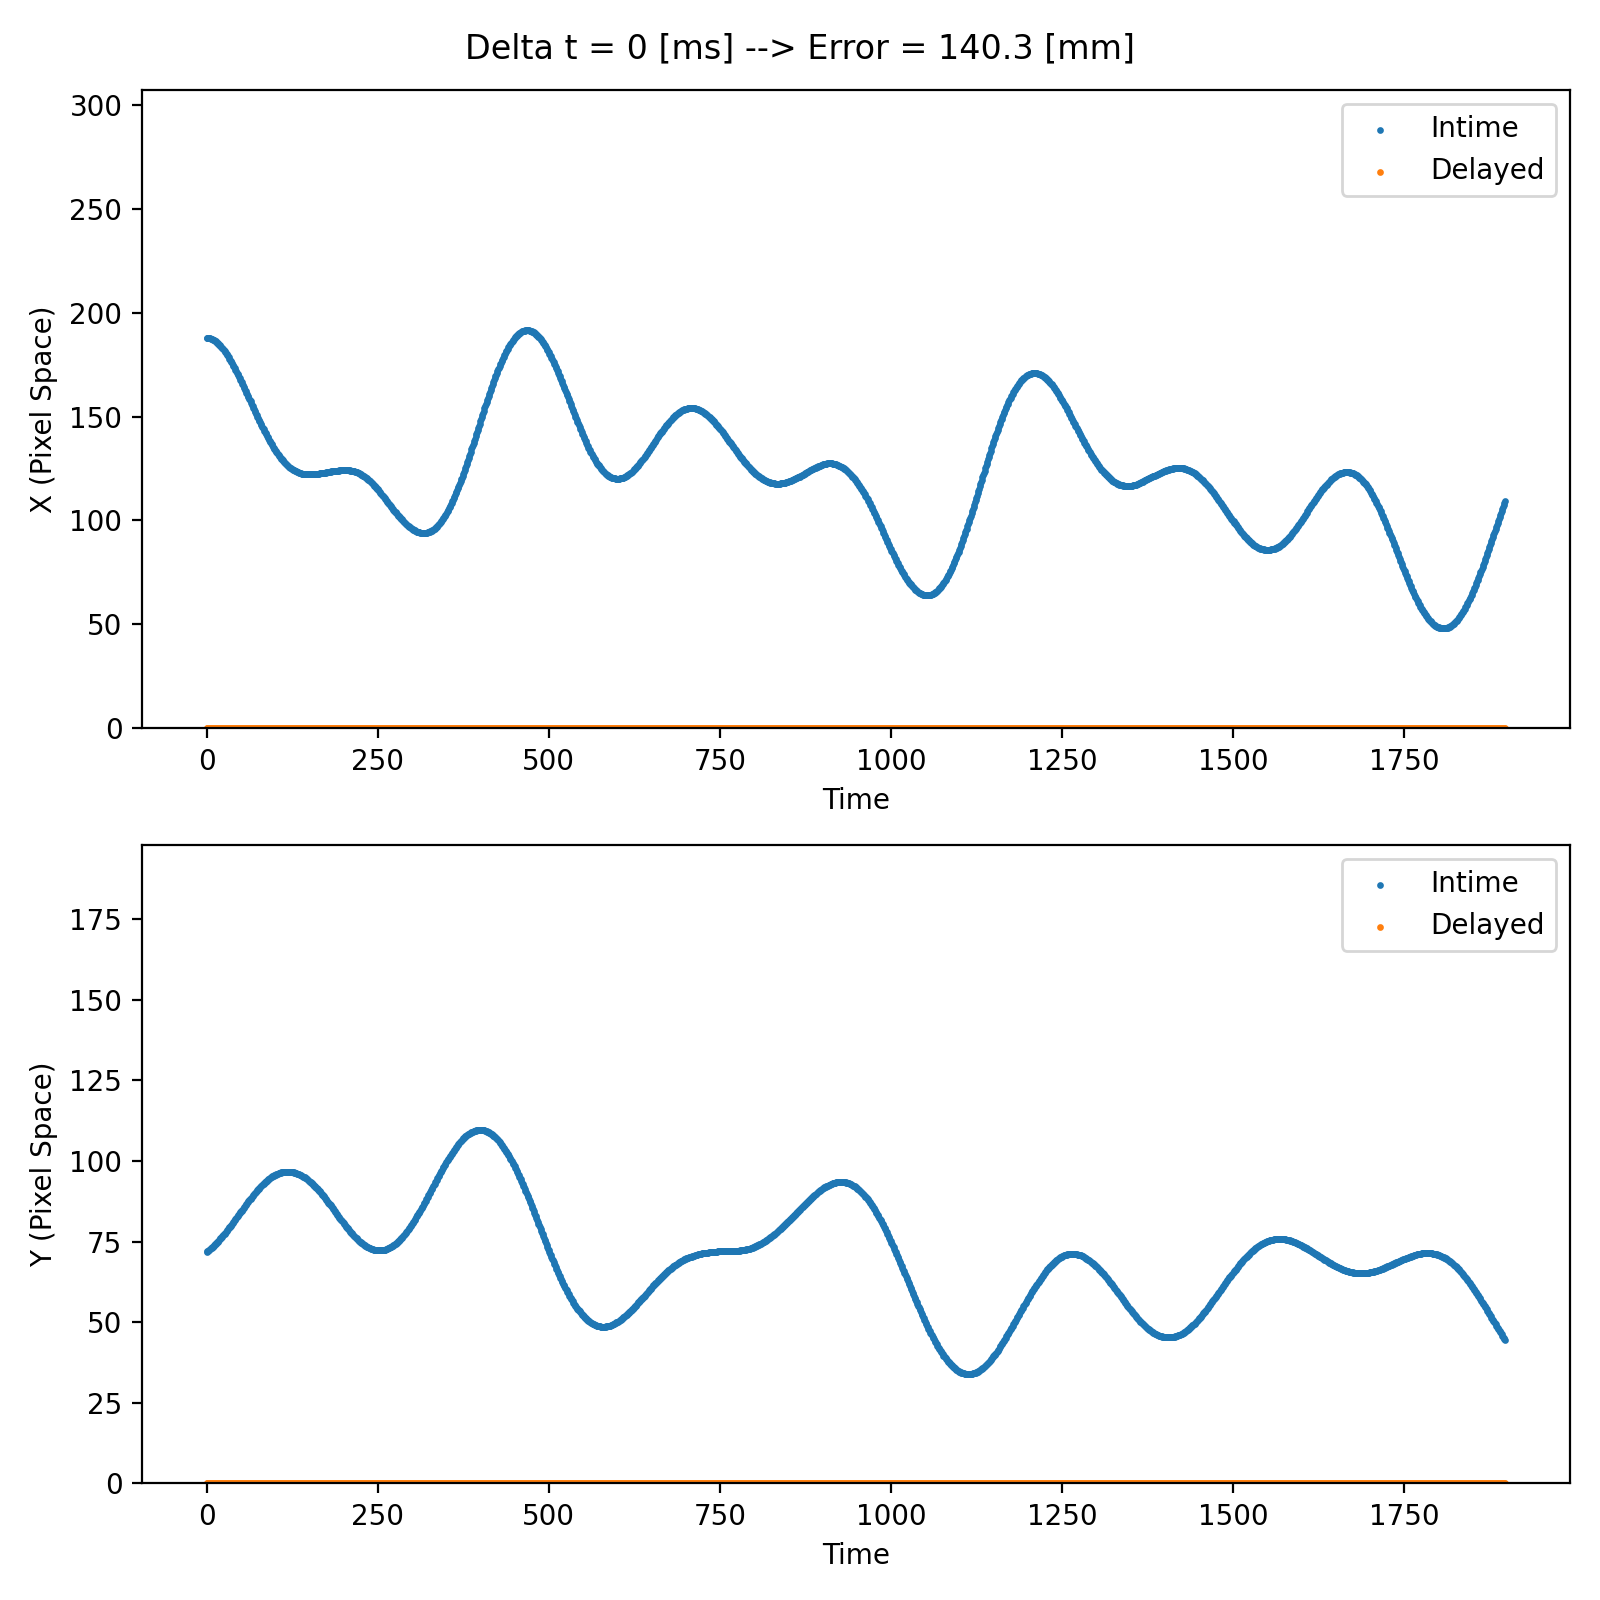 Delta t = 0 [ms] --> Error = 140.3 [mm]
300
250
200
150
100
50
0
X (Pixel Space)
Intime
Delayed
0 250 500 750 1000 1250 1500 1750
Time
175
150
125
100
75
50
25
0
Y (Pixel Space)
Intime
Delayed
0 250 500 750 1000 1250 1500 1750
Time